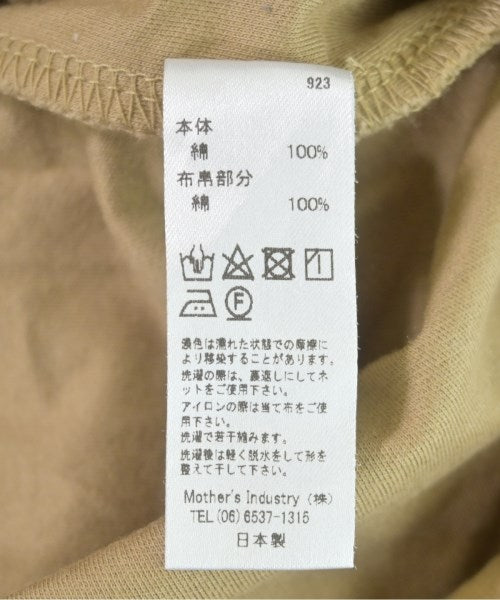 923
本体
綿 100%
布帛部分
綿 100%
F
濃色は濡れた状態での摩擦に
より移染することがあります。
洗濯の際は、裏返しにしてネ
ットをご使用下さい。
アイロンの際は当て布をご使
用下さい。
洗濯で若干縮みます。
洗濯後は軽く脱水をして形を
整えて干して下さい。
Mother's Industry (株)
TEL(06)6537-1315
日本製